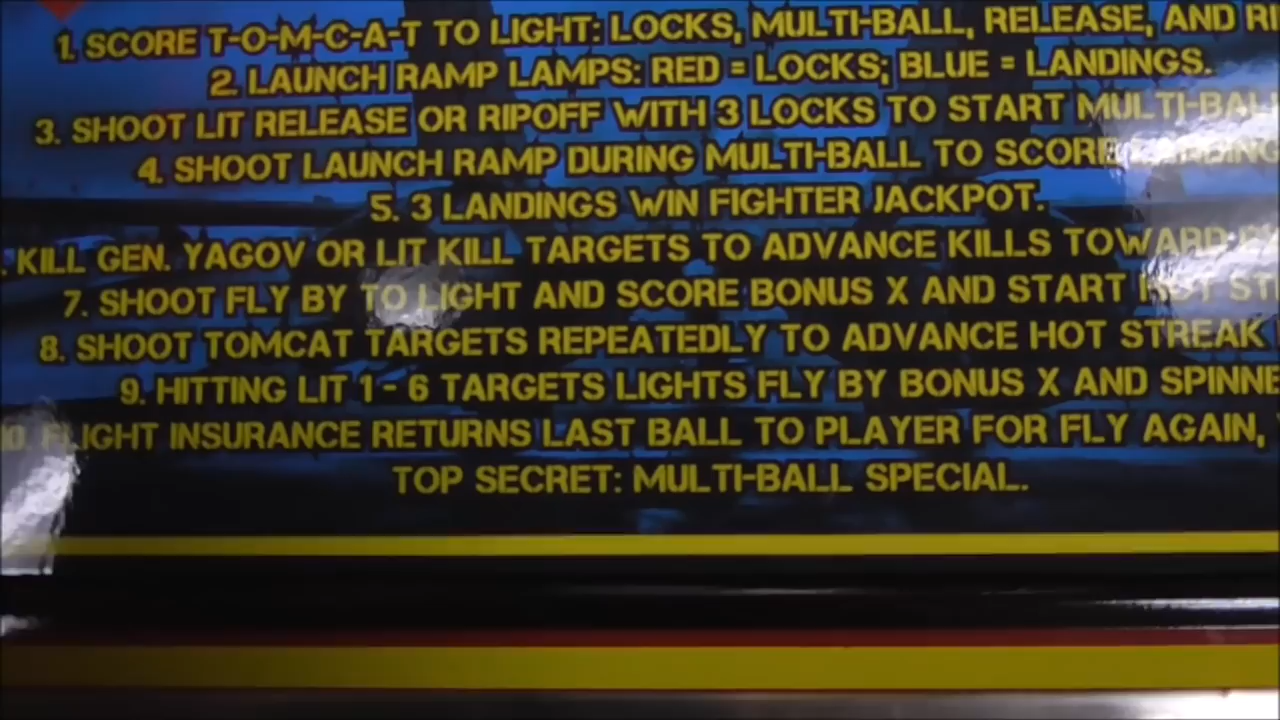 1. SCORE T-O-M-C-A-T TO LIGHT: LOCKS, MULTI-BALL, RELEASE, AND
2. LAUNCH RAMP LAMPS: RED = LOCKS; BLUE = LANDINGS.
3. SHOOT LIT RELEASE OR RIPOFF WITH 3 LOCKS TO START MULTI-BALL
4. SHOOT LAUNCH RAMP DURING MULTI-BALL TO SCORE
5. 3 LANDINGS WIN FIGHTER JACKPOT.
. KILL GEN. YAGOV OR LIT KILL TARGETS TO ADVANCE KILLS TOWARD
7. SHOOT FLY BY TO LIGHT AND SCORE BONUS X AND START
8. SHOOT TOMCAT TARGETS REPEATEDLY TO ADVANCE HOT STREAK
9. HITTING LIT 1 - 6 TARGETS LIGHTS FLY BY BONUS X AND
10. FLIGHT INSURANCE RETURNS LAST BALL TO PLAYER FOR FLY AGAIN,
TOP SECRET: MULTI-BALL SPECIAL.